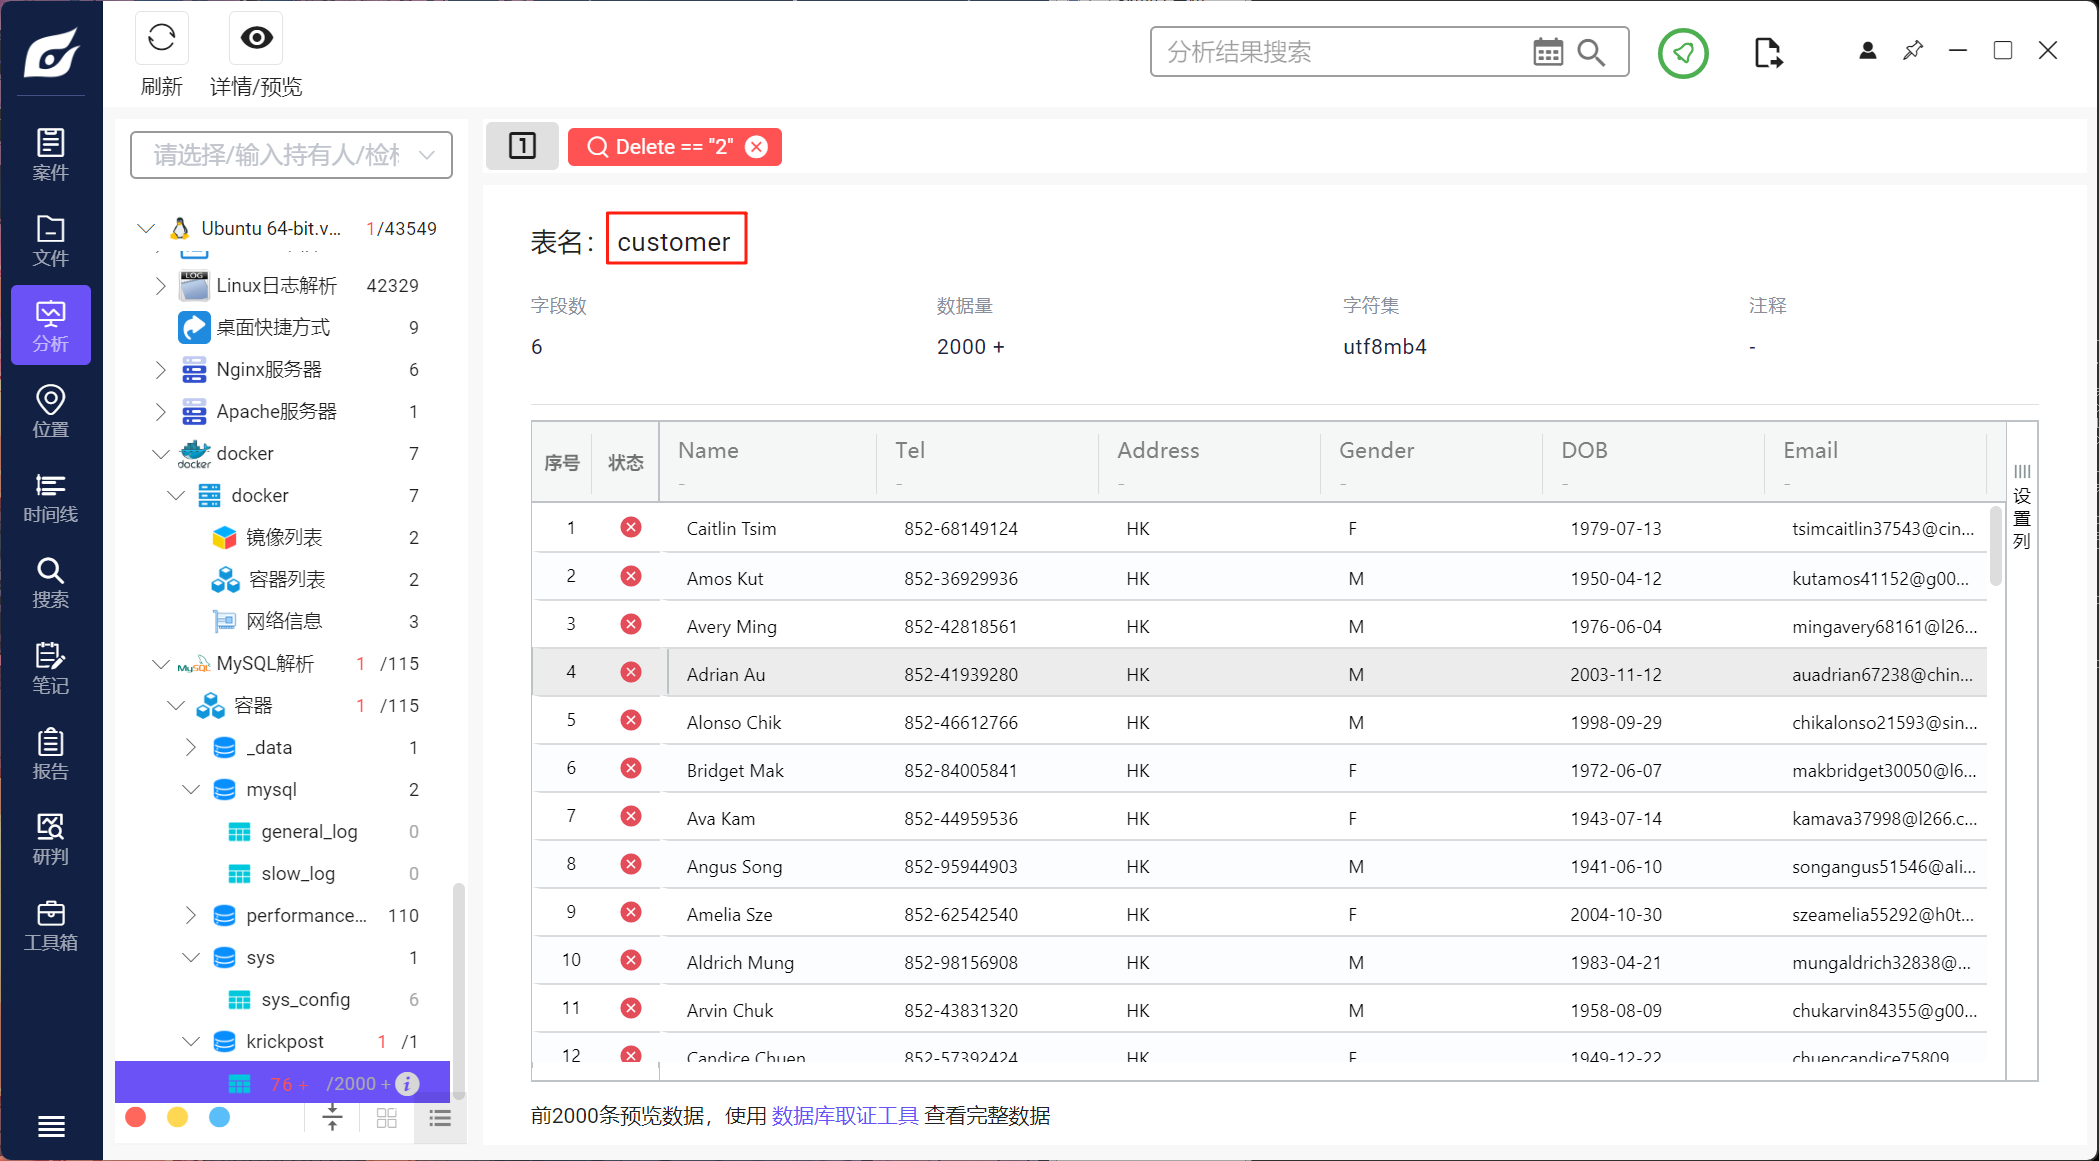 刷新
详情/预览
分析结果搜索
案件
文件
分析
位置
时间线
搜索
笔记
报告
研判
工具箱
请选择/输入持有人/检材
Ubuntu 64-bit.v... 1/43549
LOG
Linux日志解析 42329
桌面快捷方式 9
Nginx服务器 6
Apache服务器 1
docker docker 7
docker 7
镜像列表 2
容器列表 2
网络信息 3
MySQL MySQL解析 1 /115
容器 1 /115
_data 1
mysql 2
general_log 0
slow_log 0
performance... 110
sys 1
sys_config 6
krickpost 1 /1
76 + /2000 + i
1
Delete == "2"
表名： customer
字段数 数据量 字符集 注释
6 2000 + utf8mb4 -
序号 状态 Name Tel Address Gender DOB Email
- - - - - -
设置列
1 Caitlin Tsim 852-68149124 HK F 1979-07-13 tsimcaitlin37543@cin...
2 Amos Kut 852-36929936 HK M 1950-04-12 kutamos41152@g00...
3 Avery Ming 852-42818561 HK M 1976-06-04 mingavery68161@l26...
4 Adrian Au 852-41939280 HK M 2003-11-12 auadrian67238@chin...
5 Alonso Chik 852-46612766 HK M 1998-09-29 chikalonso21593@sin...
6 Bridget Mak 852-84005841 HK F 1972-06-07 makbridget30050@l6...
7 Ava Kam 852-44959536 HK F 1943-07-14 kamava37998@l266.c...
8 Angus Song 852-95944903 HK M 1941-06-10 songangus51546@ali...
9 Amelia Sze 852-62542540 HK F 2004-10-30 szeamelia55292@h0t...
10 Aldrich Mung 852-98156908 HK M 1983-04-21 mungaldrich32838@...
11 Arvin Chuk 852-43831320 HK M 1958-08-09 chukarvin84355@g00...
12 Candice Chuen 852-57392424 HK F 1949-12-22 chuencandice75809
前2000条预览数据，使用 数据库取证工具 查看完整数据